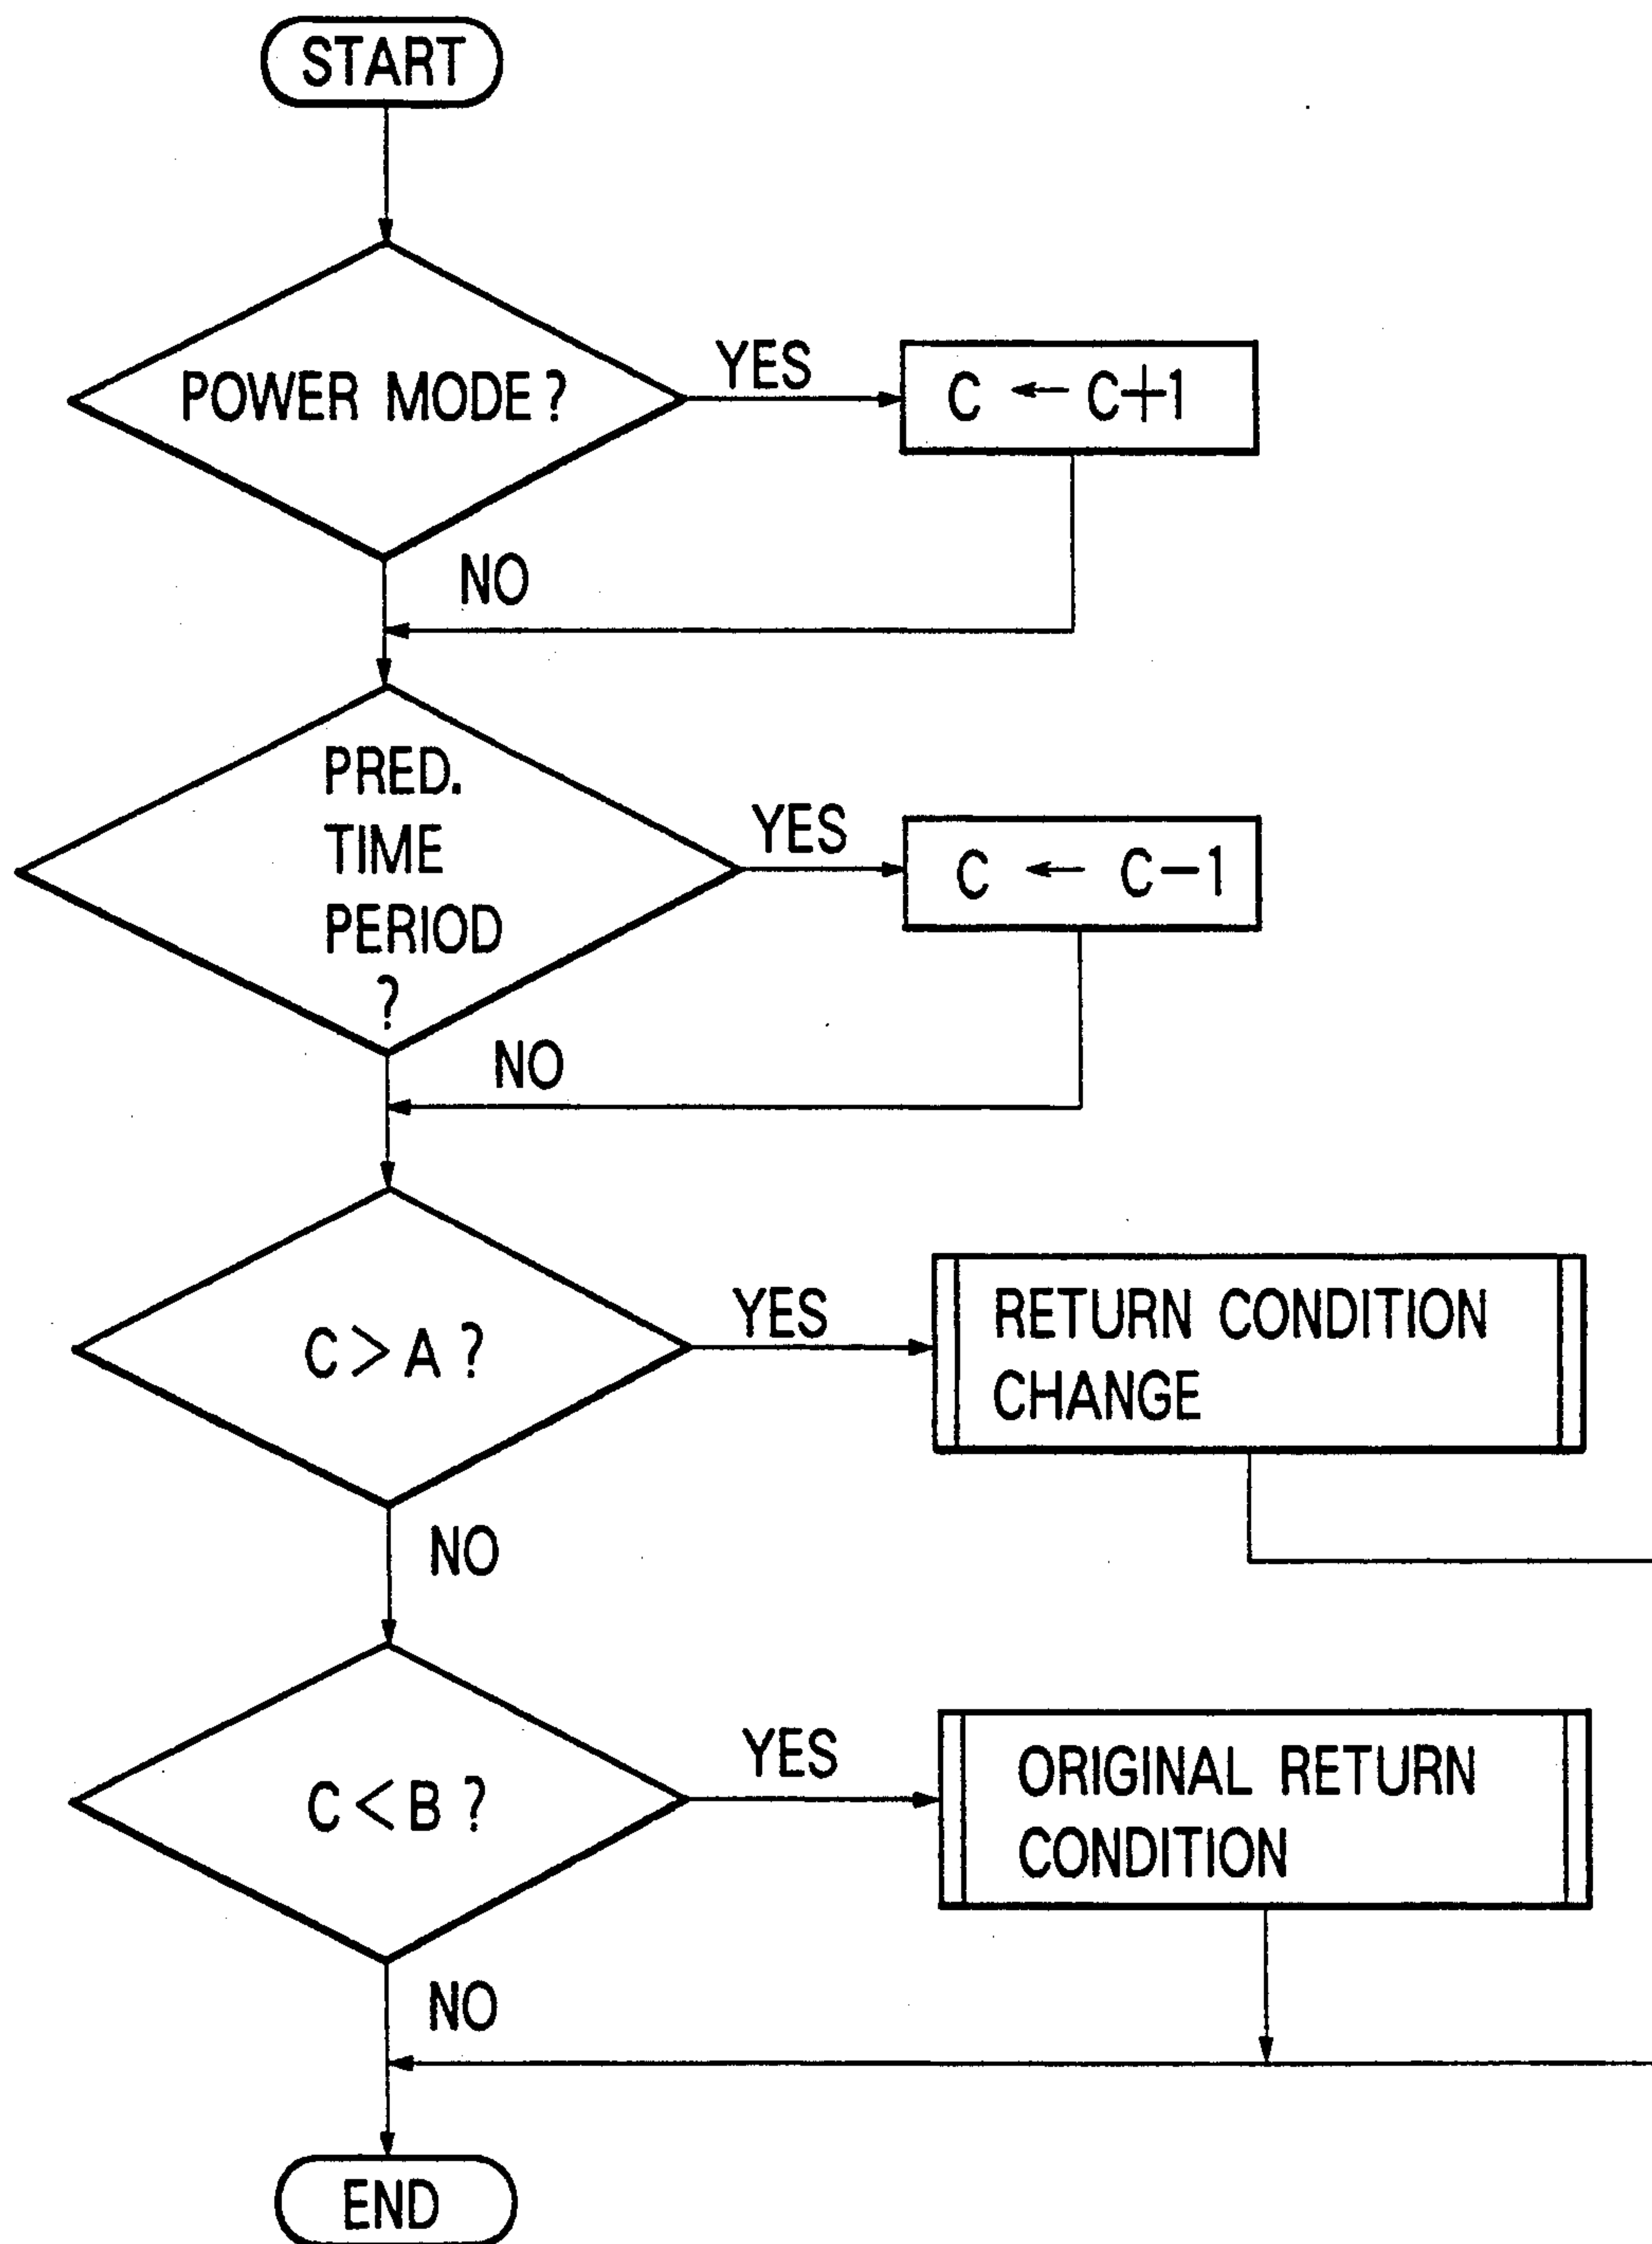 START
POWER MODE ?
YES
C ← C+1
NO
PRED.
TIME
PERIOD
?
YES
C ← C-1
NO
C > A ?
YES
RETURN CONDITION
CHANGE
NO
C < B ?
YES
ORIGINAL RETURN
CONDITION
NO
END